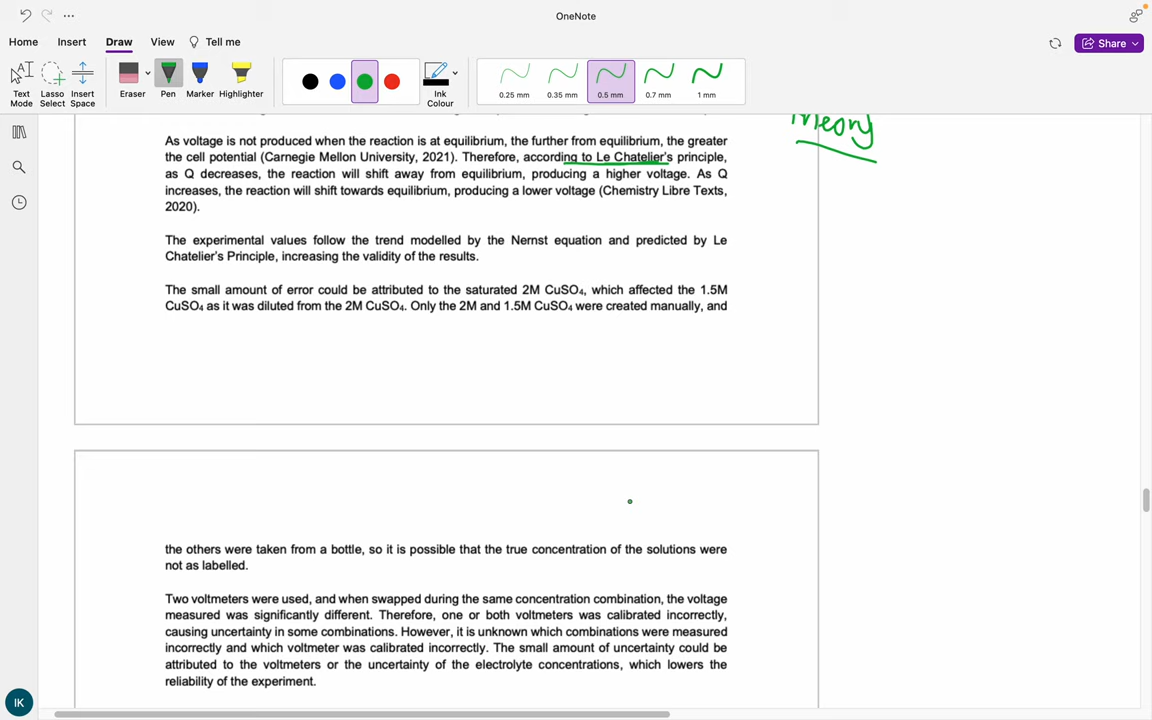 OneNote
Home Insert Draw View Tell me
Share
Text Mode
Lasso Select
Insert Space
Eraser
Pen
Marker
Highlighter
Ink Colour
0.25 mm
0.35 mm
0.5 mm
0.7 mm
1 mm
Theory
As voltage is not produced when the reaction is at equilibrium, the further from equilibrium, the greater
the cell potential (Carnegie Mellon University, 2021). Therefore, according to Le Chatelier's principle,
as Q decreases, the reaction will shift away from equilibrium, producing a higher voltage. As Q
increases, the reaction will shift towards equilibrium, producing a lower voltage (Chemistry Libre Texts,
2020).
The experimental values follow the trend modelled by the Nernst equation and predicted by Le
Chatelier's Principle, increasing the validity of the results.
The small amount of error could be attributed to the saturated 2M CuSO₄, which affected the 1.5M
CuSO₄ as it was diluted from the 2M CuSO₄. Only the 2M and 1.5M CuSO₄ were created manually, and
the others were taken from a bottle, so it is possible that the true concentration of the solutions were
not as labelled.
Two voltmeters were used, and when swapped during the same concentration combination, the voltage
measured was significantly different. Therefore, one or both voltmeters was calibrated incorrectly,
causing uncertainty in some combinations. However, it is unknown which combinations were measured
incorrectly and which voltmeter was calibrated incorrectly. The small amount of uncertainty could be
attributed to the voltmeters or the uncertainty of the electrolyte concentrations, which lowers the
reliability of the experiment.
IK